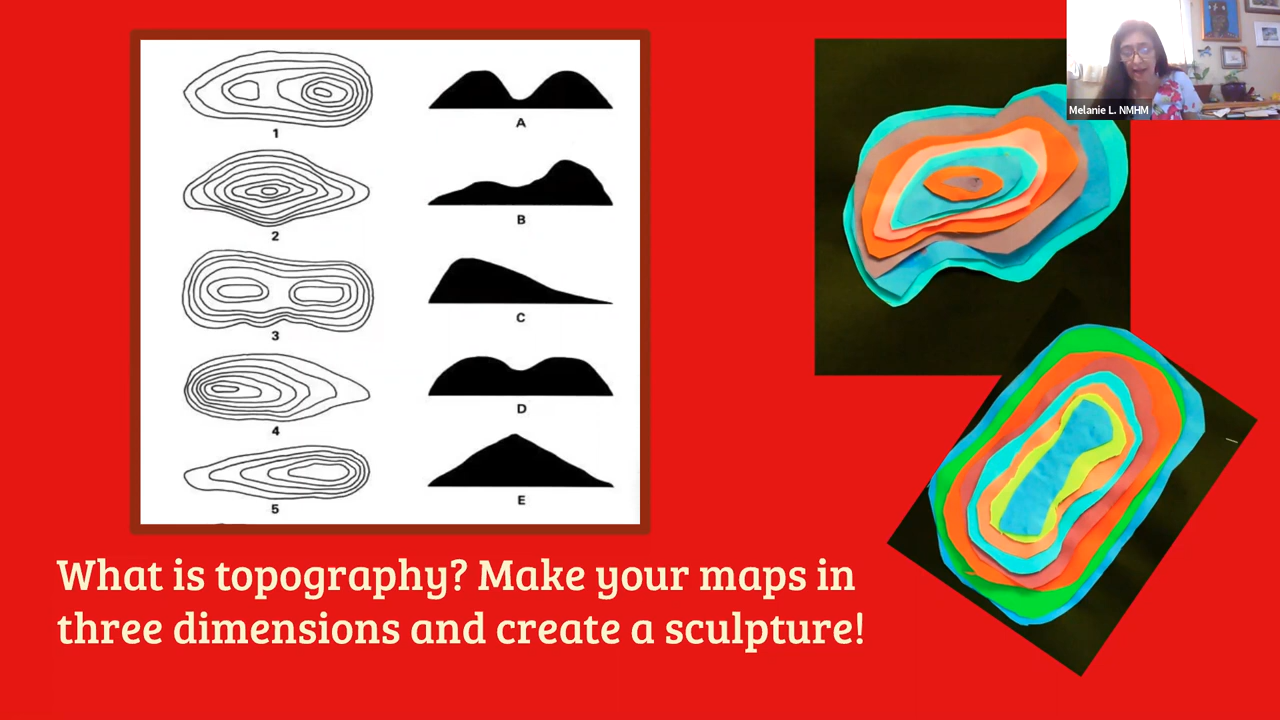 1
A
2
B
3
C
4
D
5
E
Melanie L. NMHM
What is topography? Make your maps in
three dimensions and create a sculpture!